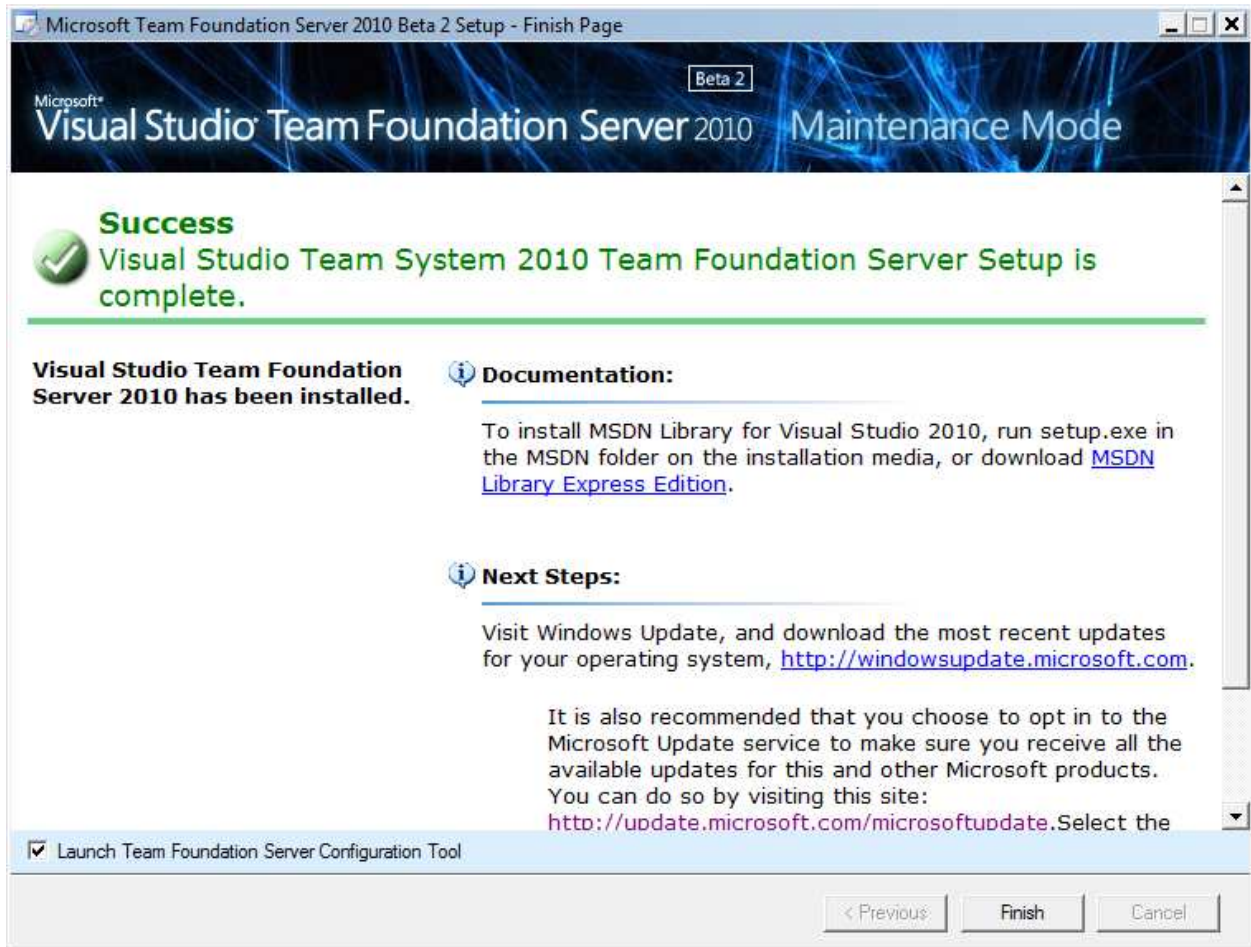 Microsoft Team Foundation Server 2010 Beta 2 Setup - Finish Page
Beta 2
Microsoft®
Visual Studio Team Foundation Server 2010 Maintenance Mode
Success
Visual Studio Team System 2010 Team Foundation Server Setup is
complete.
Visual Studio Team Foundation
Server 2010 has been installed.
Documentation:
To install MSDN Library for Visual Studio 2010, run setup.exe in
the MSDN folder on the installation media, or download MSDN
Library Express Edition.
Next Steps:
Visit Windows Update, and download the most recent updates
for your operating system, http://windowsupdate.microsoft.com.
It is also recommended that you choose to opt in to the
Microsoft Update service to make sure you receive all the
available updates for this and other Microsoft products.
You can do so by visiting this site:
http://update.microsoft.com/microsoftupdate.Select the
Launch Team Foundation Server Configuration Tool
< Previous
Finish
Cancel